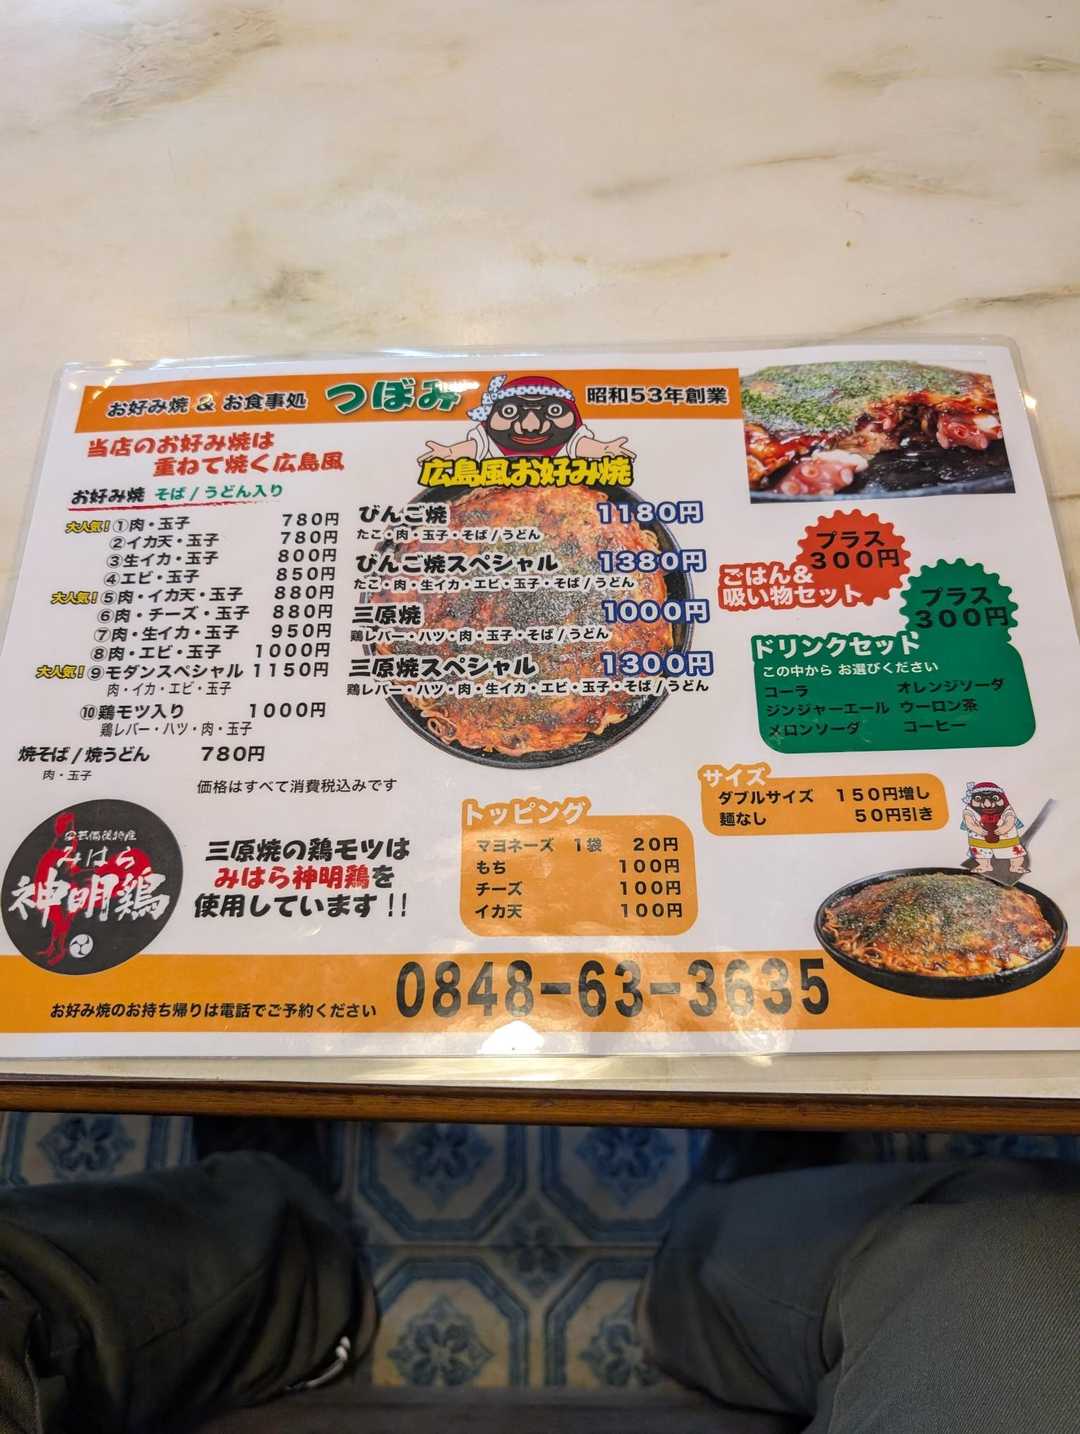 お好み焼 & お食事処 つぼみ 昭和53年創業
当店のお好み焼は
重ねて焼く広島風
お好み焼 そば / うどん入り
大人気! ①肉・玉子 780円
②イカ天・玉子 780円
③生イカ・玉子 800円
④エビ・玉子 850円
大人気! ⑤肉・イカ天・玉子 880円
⑥肉・チーズ・玉子 880円
⑦肉・生イカ・玉子 950円
⑧肉・エビ・玉子 1000円
大人気! ⑨モダンスペシャル 1150円
肉・イカ・エビ・玉子
⑩鶏モツ入り 1000円
鶏レバー・ハツ・肉・玉子
焼そば / 焼うどん 780円
肉・玉子
価格はすべて消費税込みです
広島風お好み焼
びんご焼 1180円
たこ・肉・玉子・そば / うどん
びんご焼スペシャル 1380円
たこ・肉・生イカ・エビ・玉子・そば / うどん
三原焼 1000円
鶏レバー・ハツ・肉・玉子・そば / うどん
三原焼スペシャル 1300円
鶏レバー・ハツ・肉・生イカ・エビ・玉子・そば / うどん
プラス
300円
ごはん&
吸い物セット
プラス
300円
ドリンクセット
この中から お選びください
コーラ オレンジソーダ
ジンジャーエール ウーロン茶
メロンソーダ コーヒー
サイズ
ダブルサイズ 150円増し
麺なし 50円引き
トッピング
マヨネーズ 1袋 20円
もち 100円
チーズ 100円
イカ天 100円
みはら
神明鶏
三原焼の鶏モツは
みはら神明鶏を
使用しています!!
お好み焼のお持ち帰りは電話でご予約ください 0848-63-3635